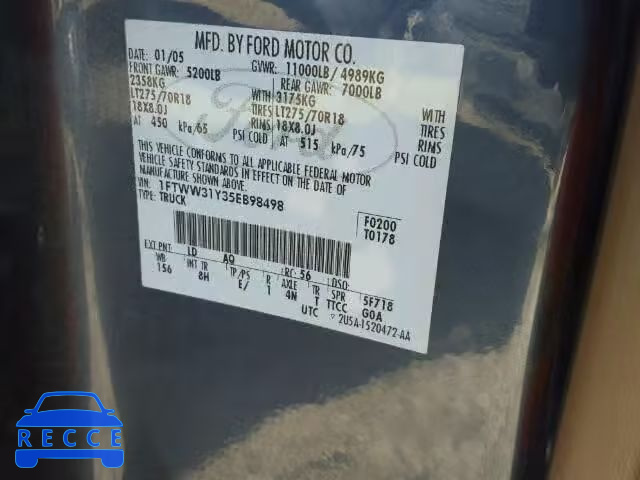 MFD. BY FORD MOTOR CO.
DATE: 01/05 GVWR: 11000LB/ 4989KG
FRONT GAWR: 5200LB REAR GAWR: 7000LB
2358KG WITH 3175KG WITH
LT275/70R18 TIRES LT275/70R18 TIRES
18X8.0J RIMS 18X8.0J RIMS
AT 450 kPa/65 PSI COLD AT 515 kPa/75 PSI COLD
Ford
THIS VEHICLE CONFORMS TO ALL APPLICABLE FEDERAL MOTOR
VEHICLE SAFETY STANDARDS IN EFFECT ON THE DATE OF
MANUFACTURE SHOWN ABOVE.
VIN: 1FTWW31Y35EB98498
TYPE: TRUCK
F0200
T0178
EXT PNT: LD AQ RC: 56 DSO:
WB INT TR TP/PS R AXLE TR SPR 5F718
156 8H E/ 1 4N T TTCC GOA
UTC 2U5A-1520472-AA
RECCE